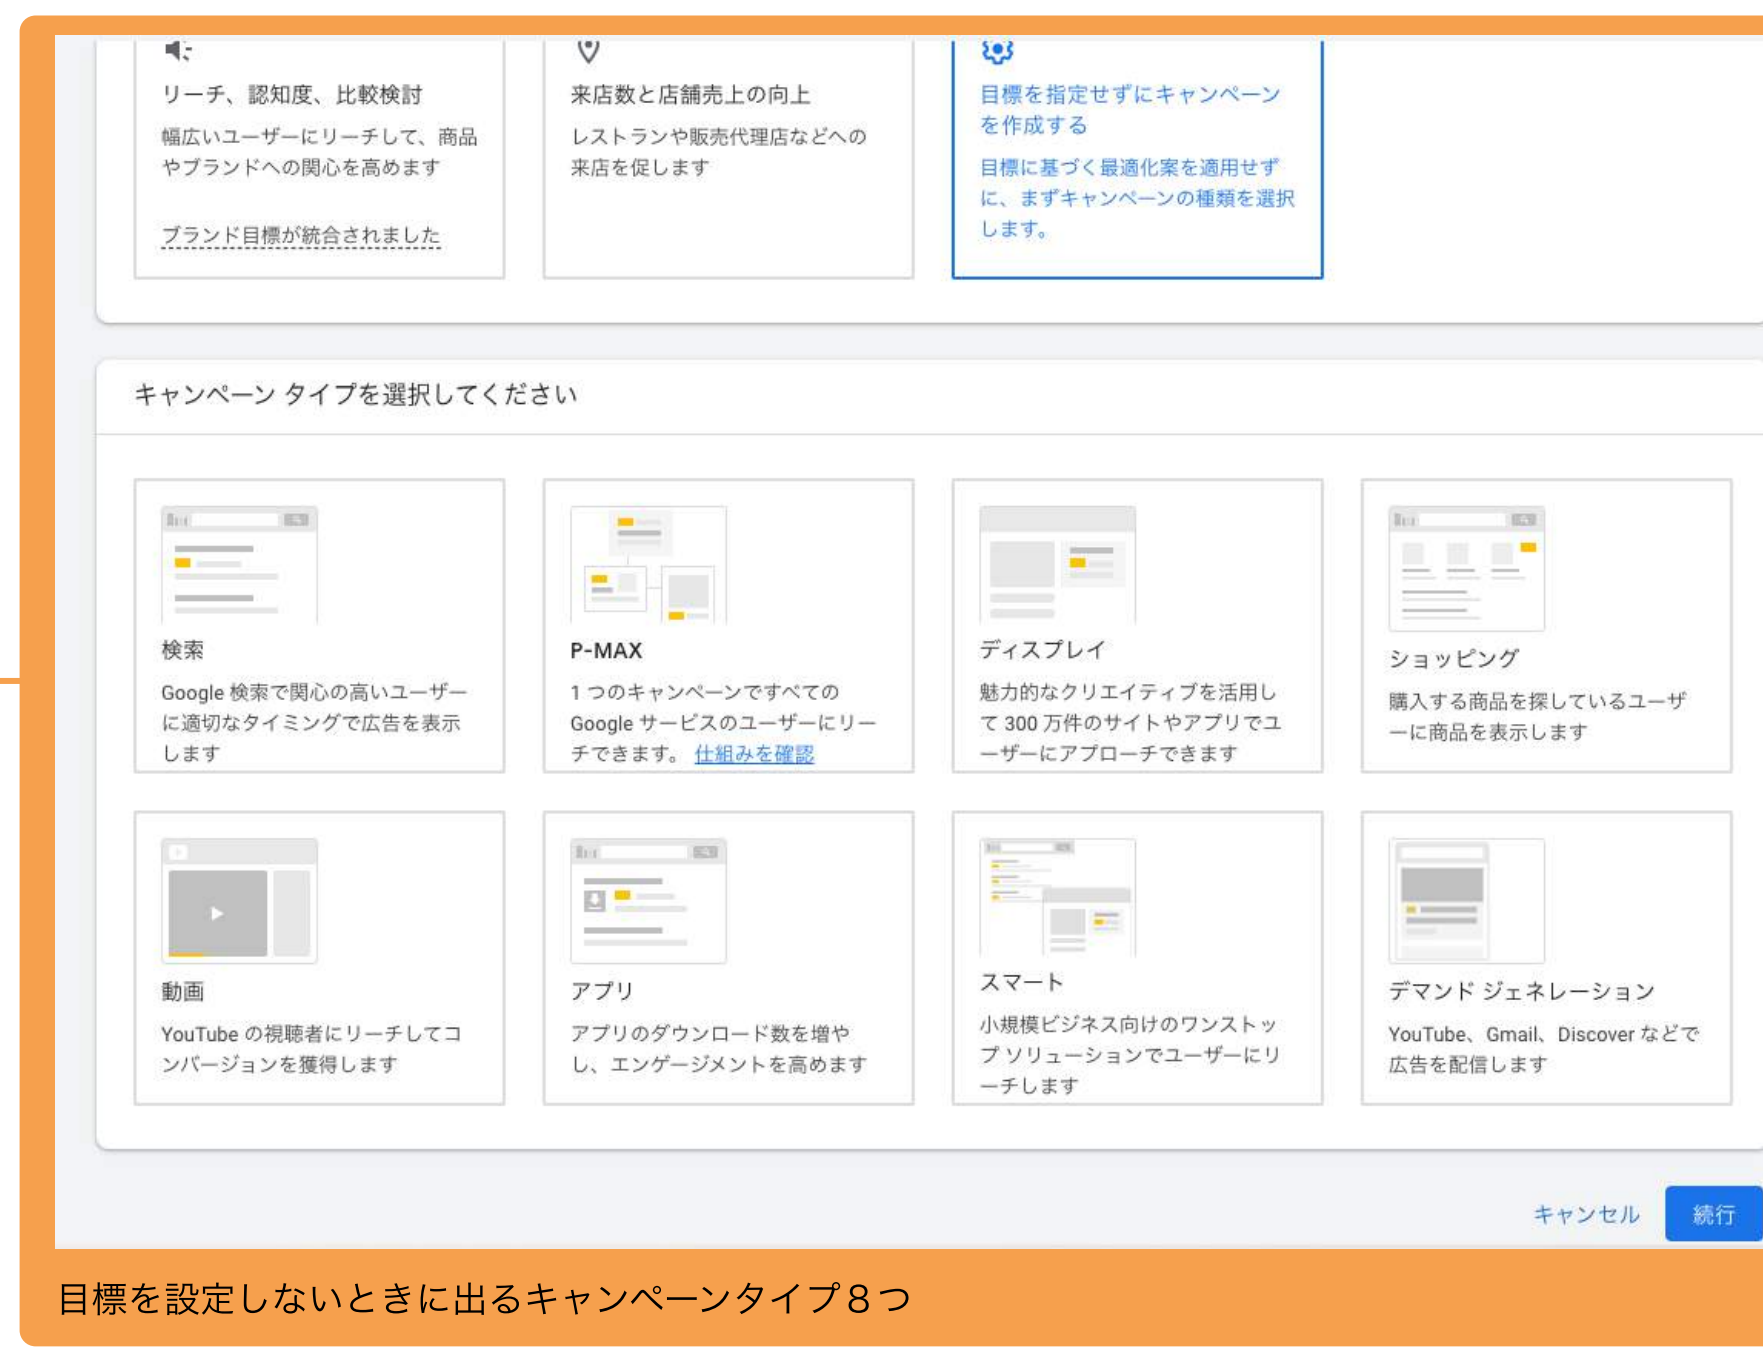 リーチ、認知度、比較検討
幅広いユーザーにリーチして、商品
やブランドへの関心を高めます
ブランド目標が統合されました
来店数と店舗売上の向上
レストランや販売代理店などへの
来店を促します
目標を指定せずにキャンペーン
を作成する
目標に基づく最適化案を適用せず
に、まずキャンペーンの種類を選択
します。
キャンペーン タイプを選択してください
検索
Google 検索で関心の高いユーザー
に適切なタイミングで広告を表示
します
P-MAX
1 つのキャンペーンですべての
Google サービスのユーザーにリー
チできます。 仕組みを確認
ディスプレイ
魅力的なクリエイティブを活用し
て 300 万件のサイトやアプリでユ
ーザーにアプローチできます
ショッピング
購入する商品を探しているユーザ
ーに商品を表示します
動画
YouTube の視聴者にリーチしてコ
ンバージョンを獲得します
アプリ
アプリのダウンロード数を増や
し、エンゲージメントを高めます
スマート
小規模ビジネス向けのワンストッ
プ ソリューションでユーザーにリ
ーチします
デマンド ジェネレーション
YouTube、Gmail、Discover などで
広告を配信します
キャンセル
続行
目標を設定しないときに出るキャンペーンタイプ８つ